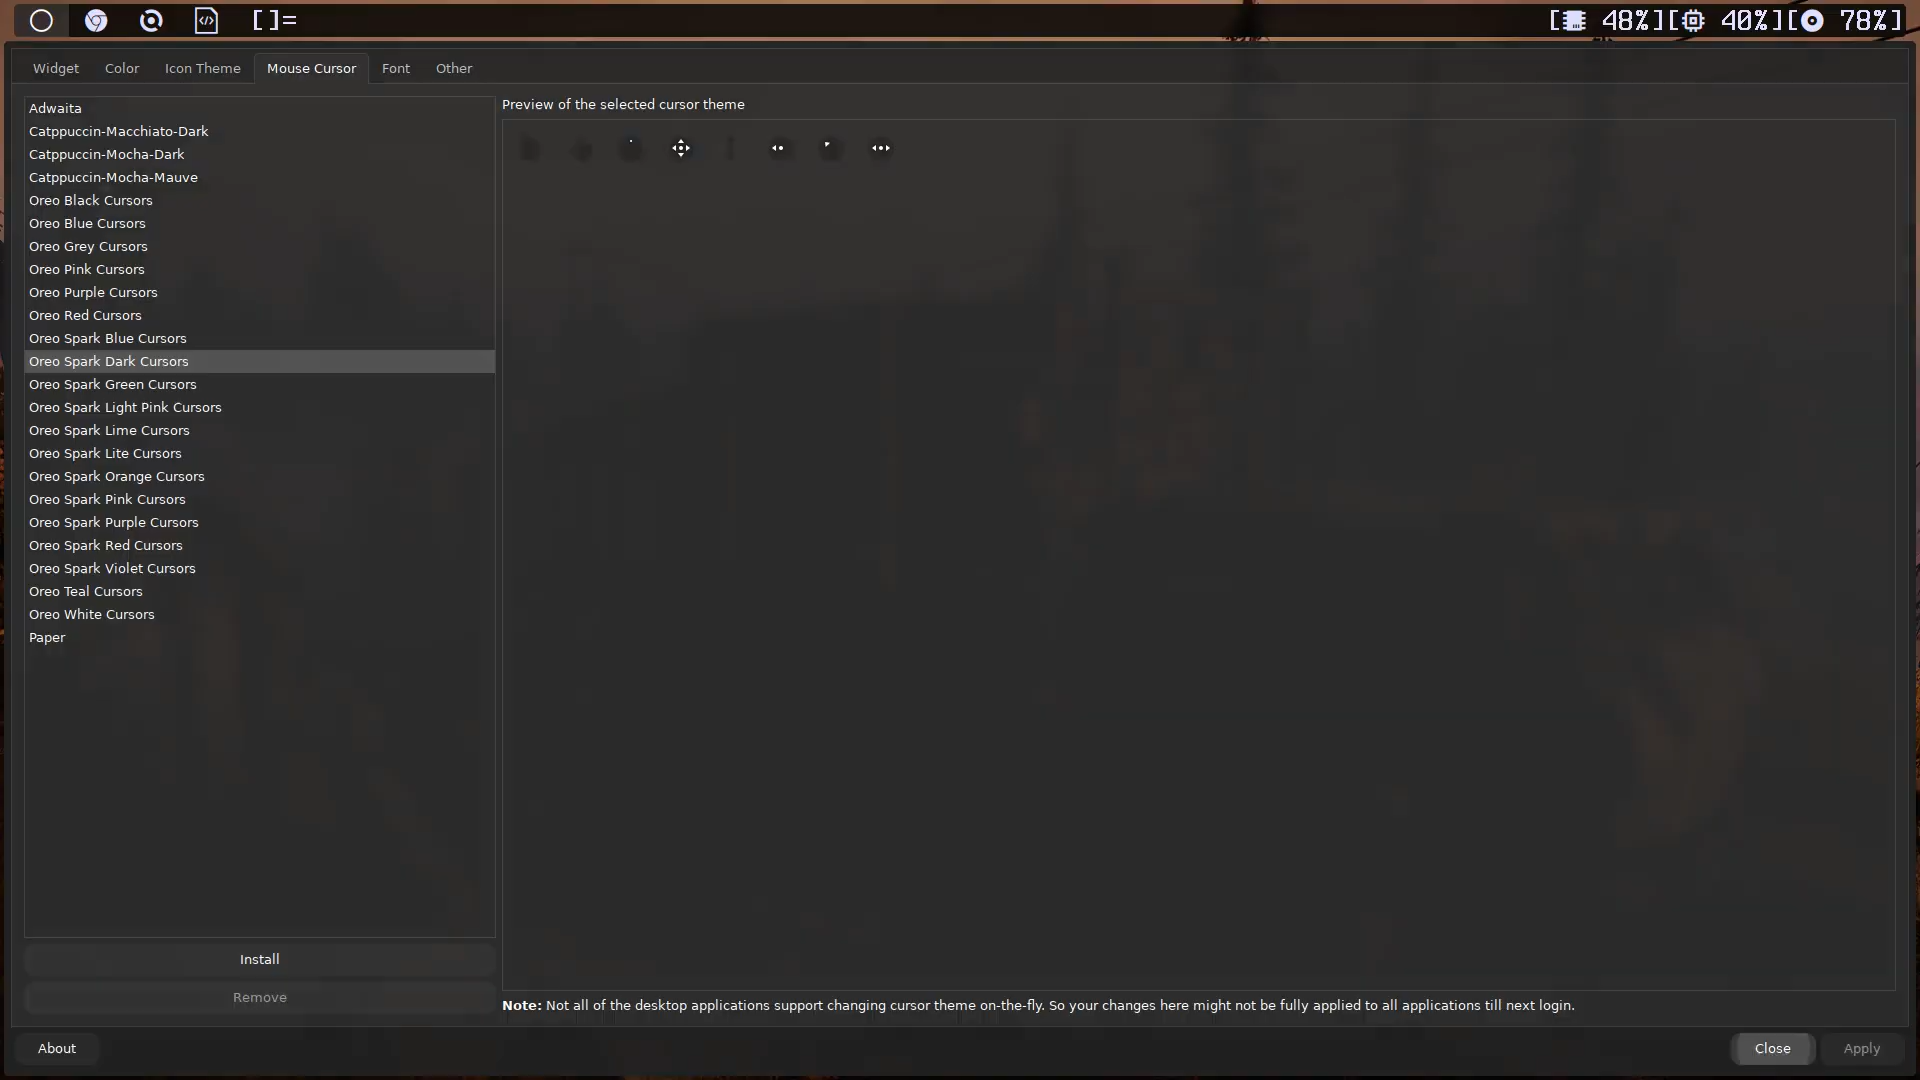 []=
[ 48%][ 40%][ 78%]
Widget Color Icon Theme Mouse Cursor Font Other
Adwaita
Catppuccin-Macchiato-Dark
Catppuccin-Mocha-Dark
Catppuccin-Mocha-Mauve
Oreo Black Cursors
Oreo Blue Cursors
Oreo Grey Cursors
Oreo Pink Cursors
Oreo Purple Cursors
Oreo Red Cursors
Oreo Spark Blue Cursors
Oreo Spark Dark Cursors
Oreo Spark Green Cursors
Oreo Spark Light Pink Cursors
Oreo Spark Lime Cursors
Oreo Spark Lite Cursors
Oreo Spark Orange Cursors
Oreo Spark Pink Cursors
Oreo Spark Purple Cursors
Oreo Spark Red Cursors
Oreo Spark Violet Cursors
Oreo Teal Cursors
Oreo White Cursors
Paper
Install
Remove
Preview of the selected cursor theme
Note: Not all of the desktop applications support changing cursor theme on-the-fly. So your changes here might not be fully applied to all applications till next login.
About
Close
Apply